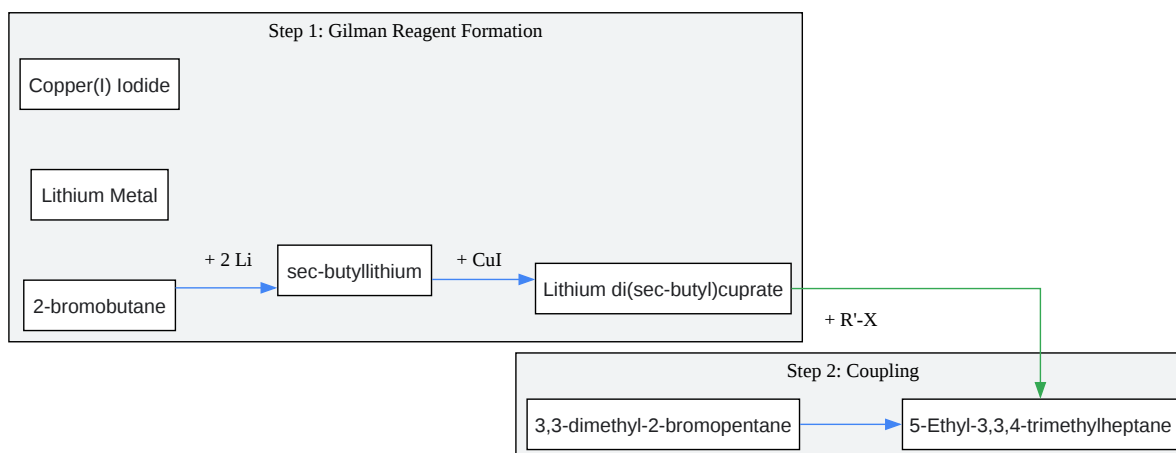 Step 1: Gilman Reagent Formation
Copper(I) Iodide
Lithium Metal
2-bromobutane
+ 2 Li
sec-butyllithium
+ CuI
Lithium di(sec-butyl)cuprate
+ R'-X
Step 2: Coupling
3,3-dimethyl-2-bromopentane
5-Ethyl-3,3,4-trimethylheptane